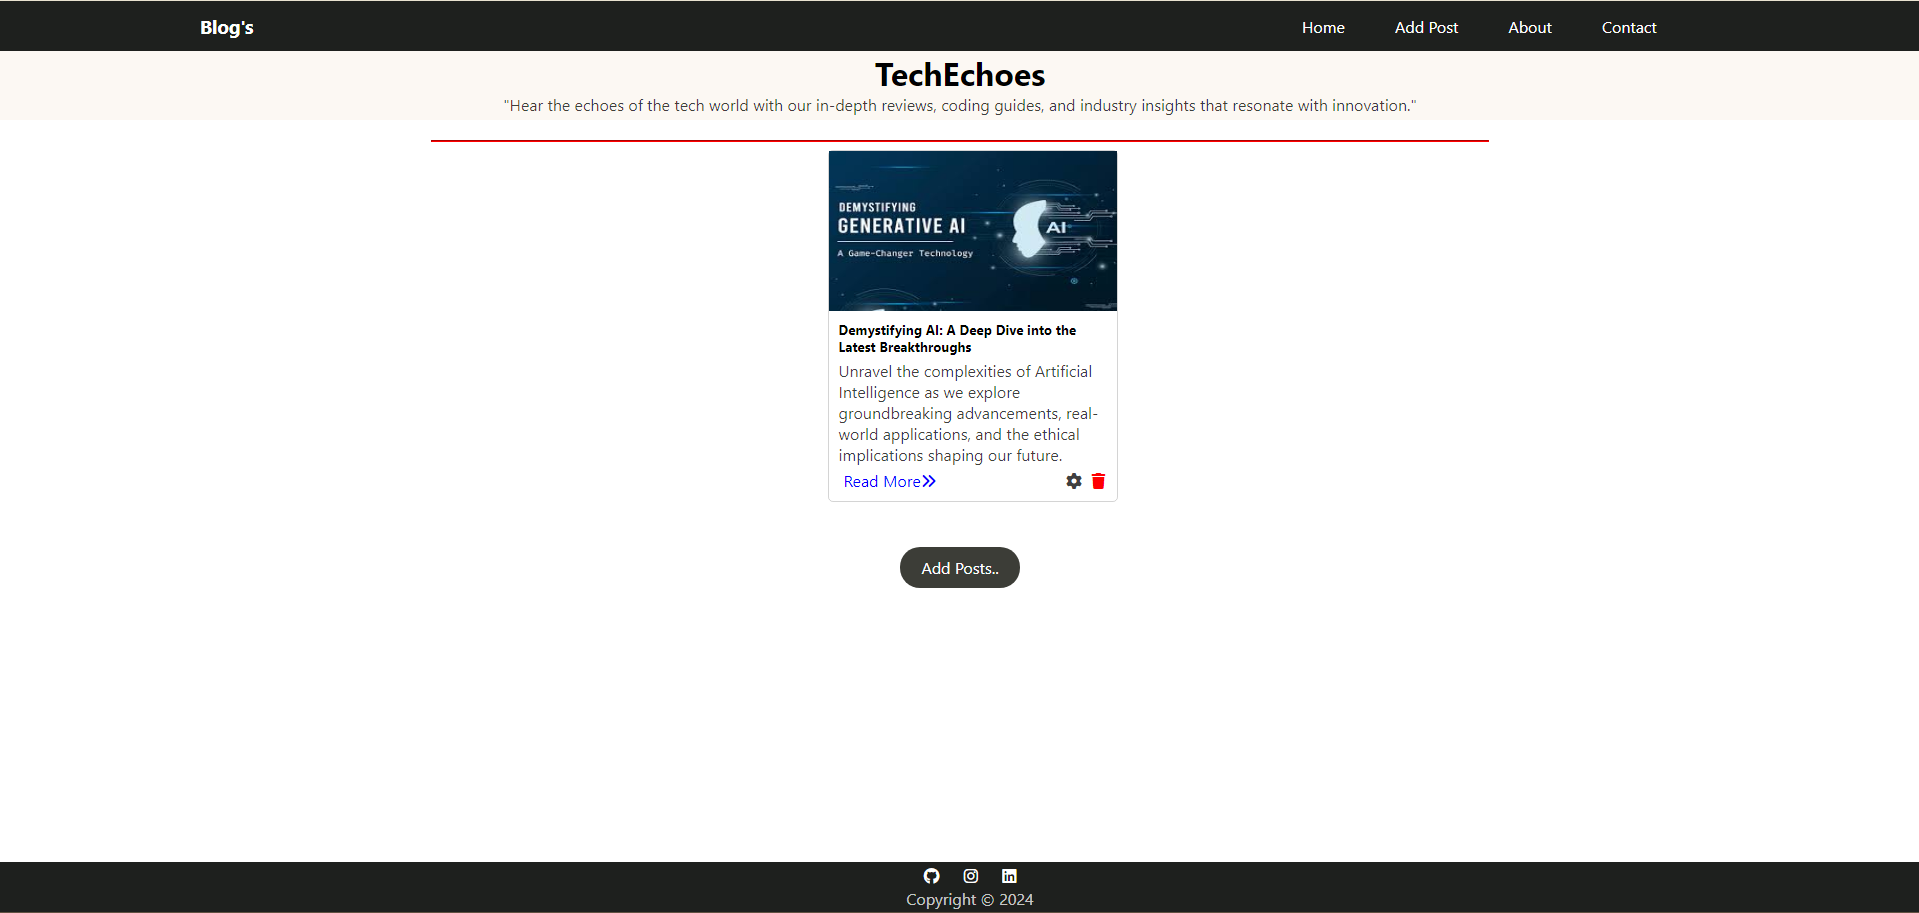 Blog's Home Add Post About Contact
TechEchoes
"Hear the echoes of the tech world with our in-depth reviews, coding guides, and industry insights that resonate with innovation."
DEMYSTIFYING
GENERATIVE AI
A Game-Changer Technology
AI
Demystifying AI: A Deep Dive into the
Latest Breakthroughs
Unravel the complexities of Artificial
Intelligence as we explore
groundbreaking advancements, real-
world applications, and the ethical
implications shaping our future.
Read More
Add Posts..
Copyright © 2024